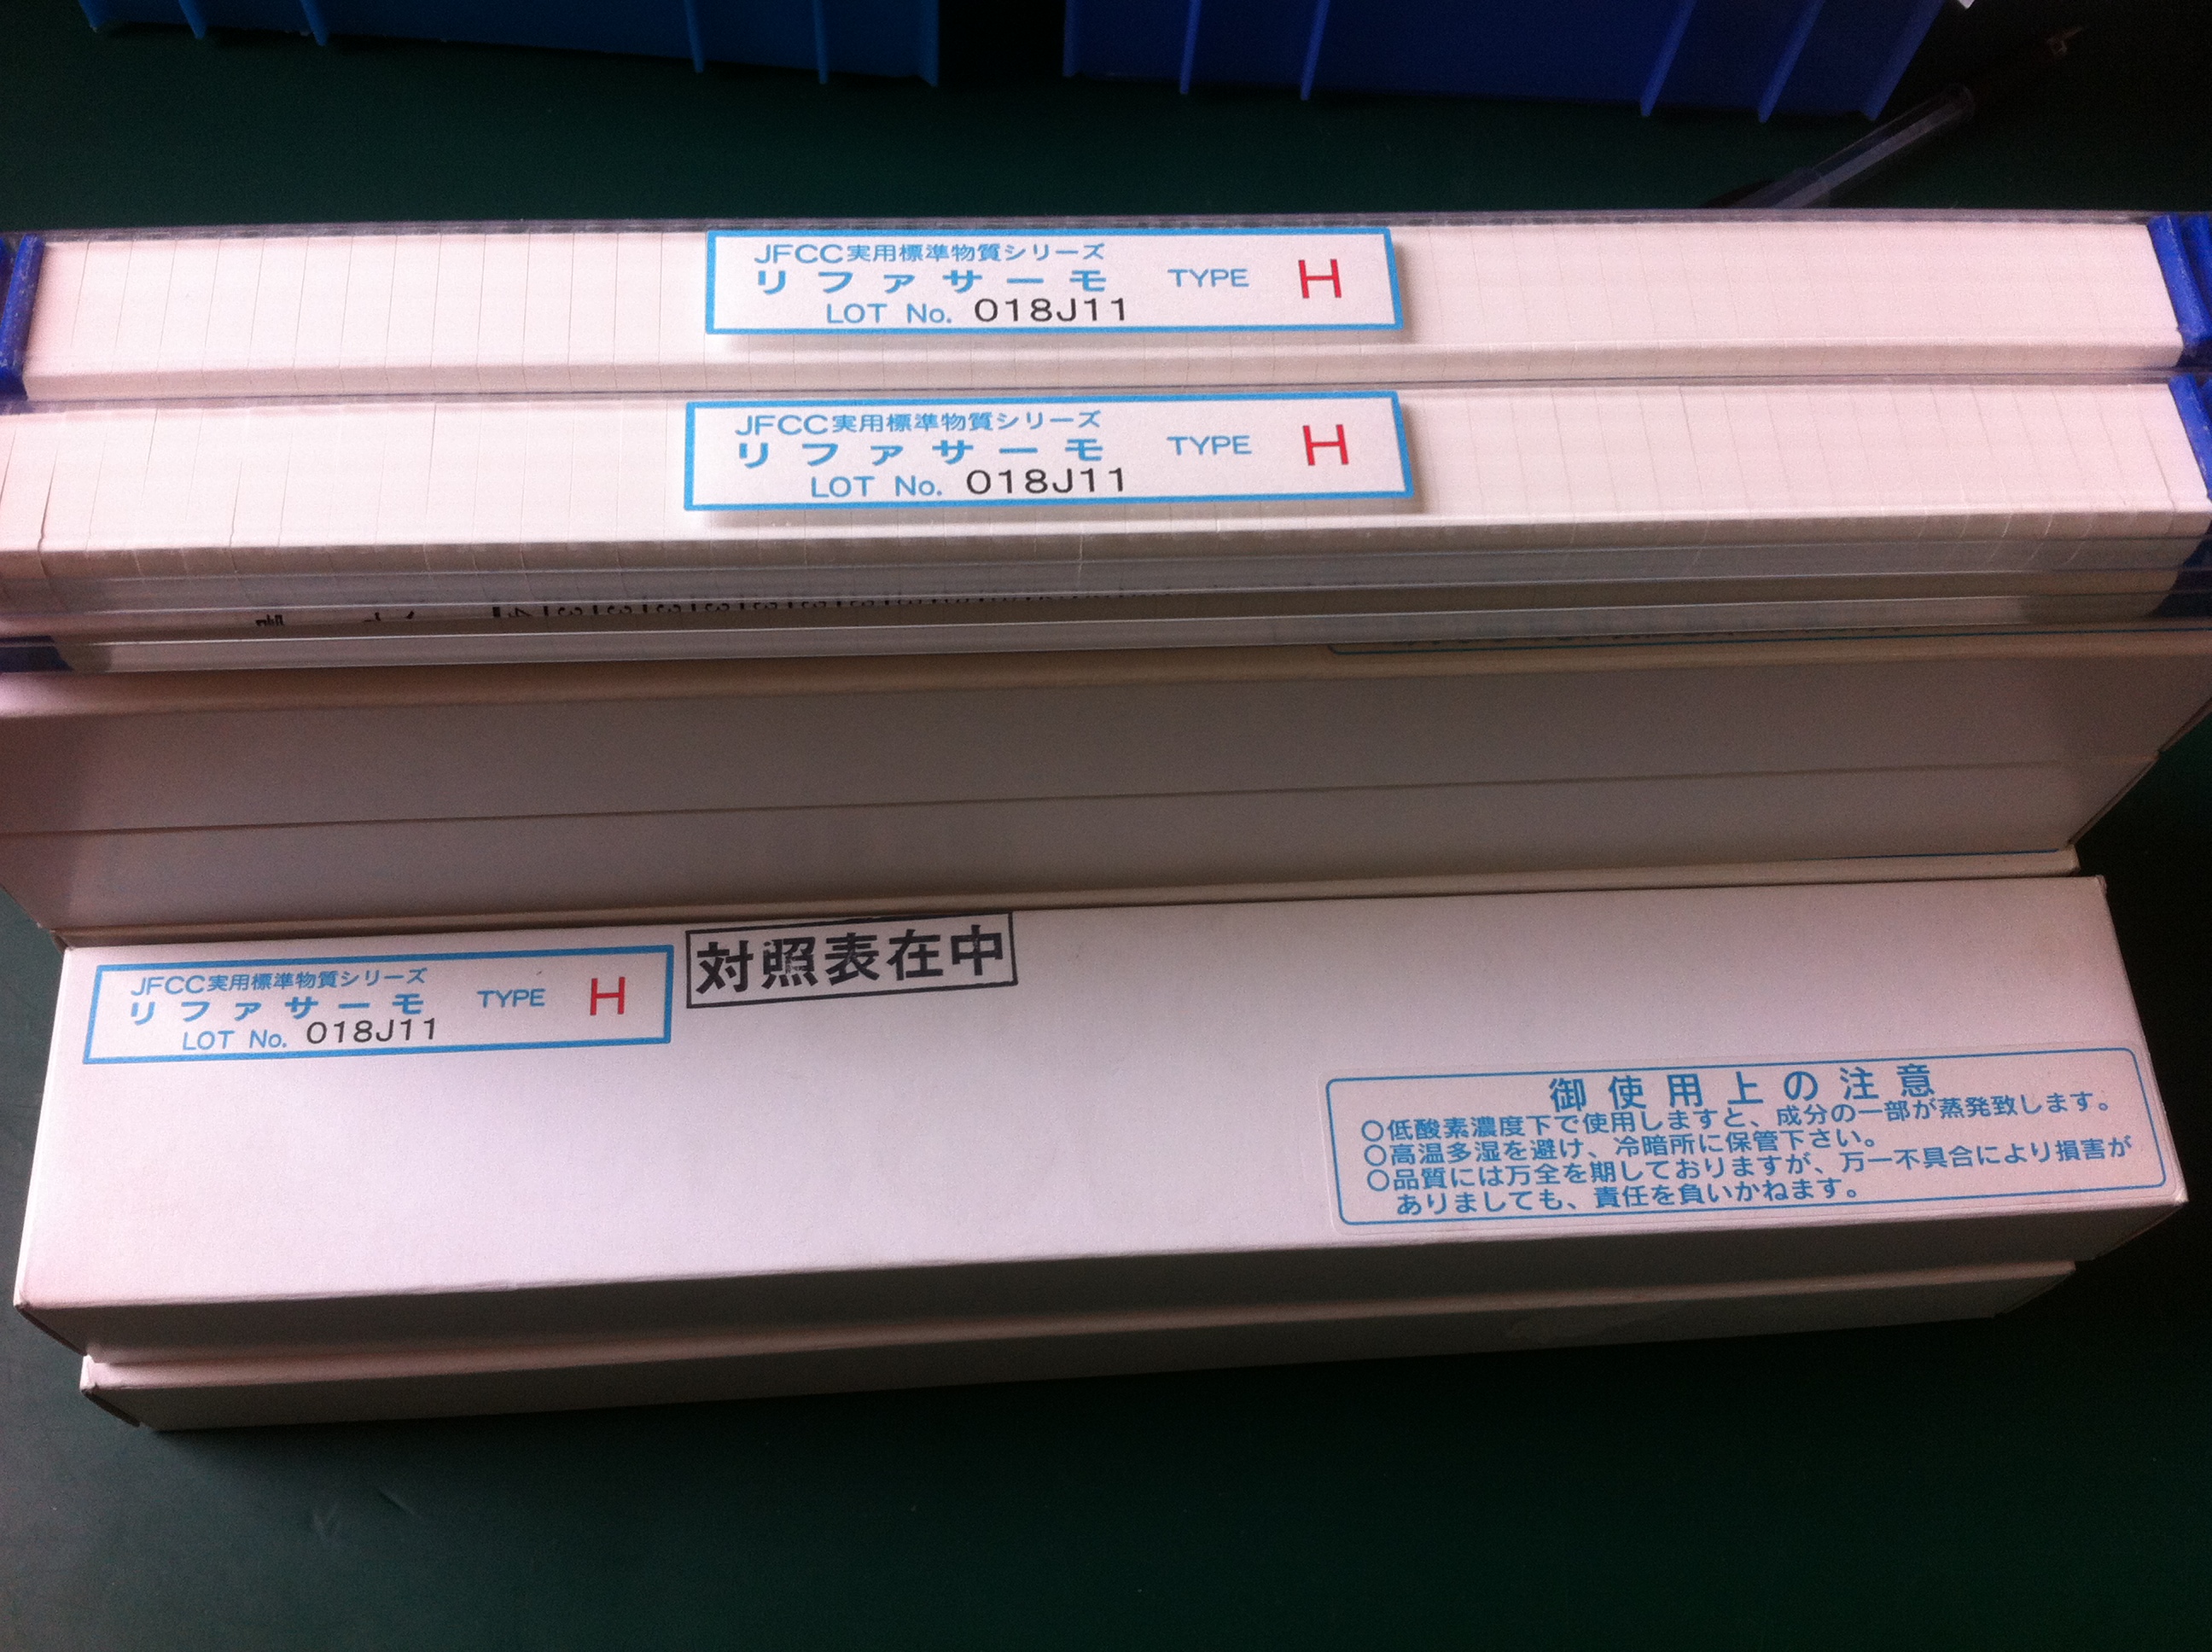 JFCC実用標準物質シリーズ
リファサーモ TYPE H
LOT No. 018J11
JFCC実用標準物質シリーズ
リファサーモ TYPE H
LOT No. 018J11
JFCC実用標準物質シリーズ
リファサーモ TYPE H
LOT No. 018J11
対照表在中
御使用上の注意
○低酸素濃度下で使用しますと、成分の一部が蒸発致します。
○高温多湿を避け、冷暗所に保管下さい。
○品質には万全を期しておりますが、万一不具合により損害が
ありましても、責任を負いかねます。